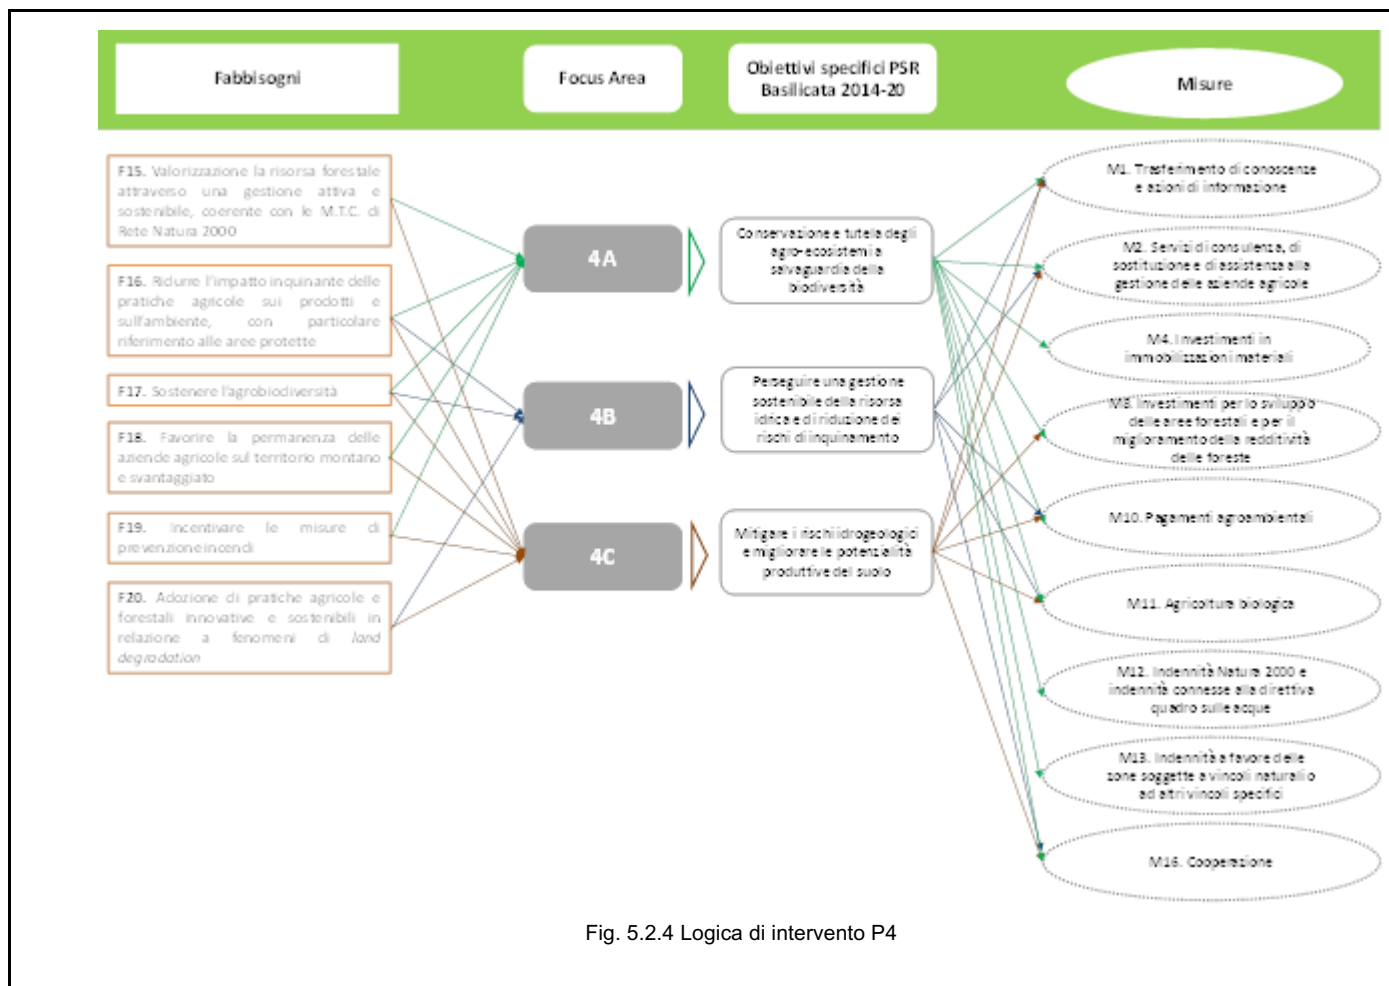 Fabbisogni
Focus Area
Obiettivi specifici PSR
Basilicata 2014-20
Misure
F15. Valorizzazione la risorsa forestale
attraverso una gestione attiva e
sostenibile, coerente con le M.T.C. di
Rete Natura 2000
F16. Ridurre l'impatto inquinante delle
pratiche agricole sui prodotti e
sull'ambiente, con particolare
riferimento alle aree protette
F17. Sostenere l'agrobiodiversità
F18. Favorire la permanenza delle
aziende agricole sul territorio montano
e svantaggiato
F19. Incentivare le misure di
prevenzione incendi
F20. Adozione di pratiche agricole e
forestali innovative e sostenibili in
relazione a fenomeni di land
degradation
4A
4B
4C
Conservazione e tutela degli
agro-ecosistemi a
salvaguardia della
biodiversità
Perseguire una gestione
sostenibile della risorsa
idrica e di riduzione dei
rischi di inquinamento
Mitigare i rischi idrogeologici
e migliorare le potenzialità
produttive del suolo
M1. Trasferimento di conoscenze
e azioni di informazione
M2. Servizi di consulenza, di
sostituzione e di assistenza alla
gestione delle aziende agricole
M4. Investimenti in
immobilizzazioni materiali
M8. Investimenti per lo sviluppo
delle aree forestali e per il
miglioramento della redditività
delle foreste
M10. Pagamenti agroambientali
M11. Agricoltura biologica
M12. Indennità Natura 2000 e
indennità connesse alla direttiva
quadro sulle acque
M13. Indennità a favore delle
zone soggette a vincoli naturali o
ad altri vincoli specifici
M16. Cooperazione
Fig. 5.2.4 Logica di intervento P4